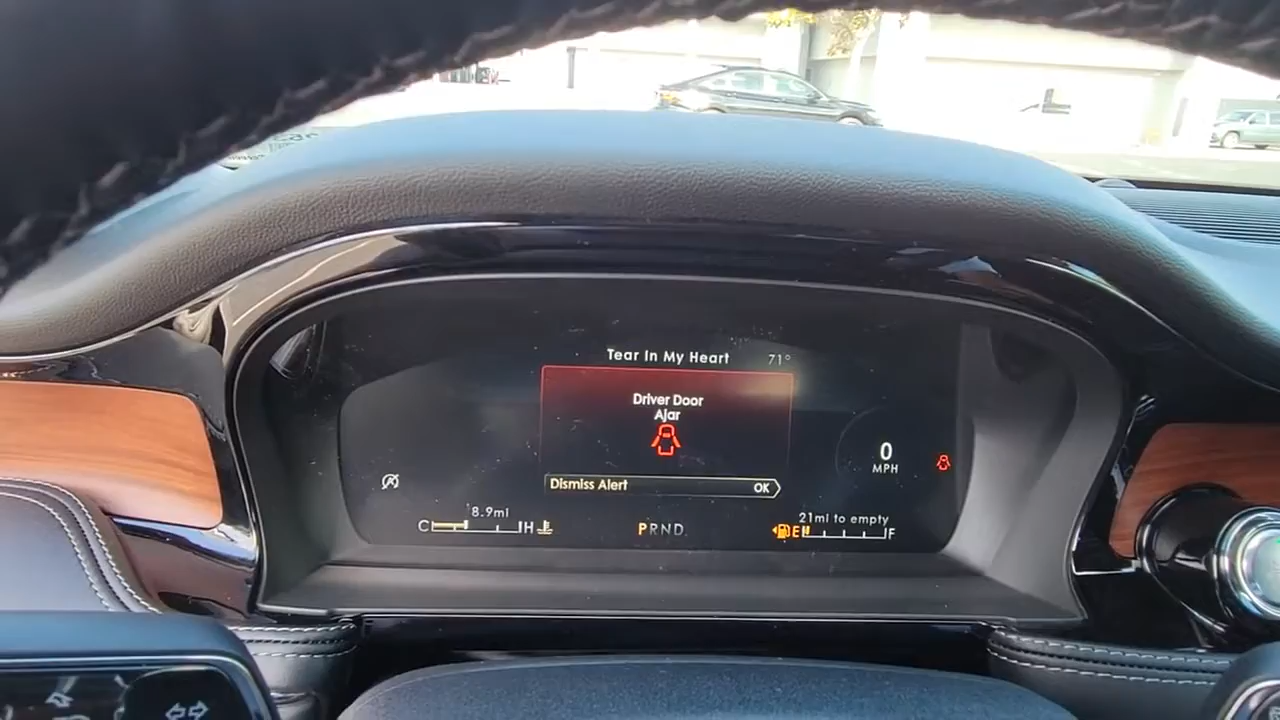 Tear In My Heart 71°
Driver Door
Ajar
0
MPH
Dismiss Alert OK
8.9mi
C H
PRND
21mi to empty
E F